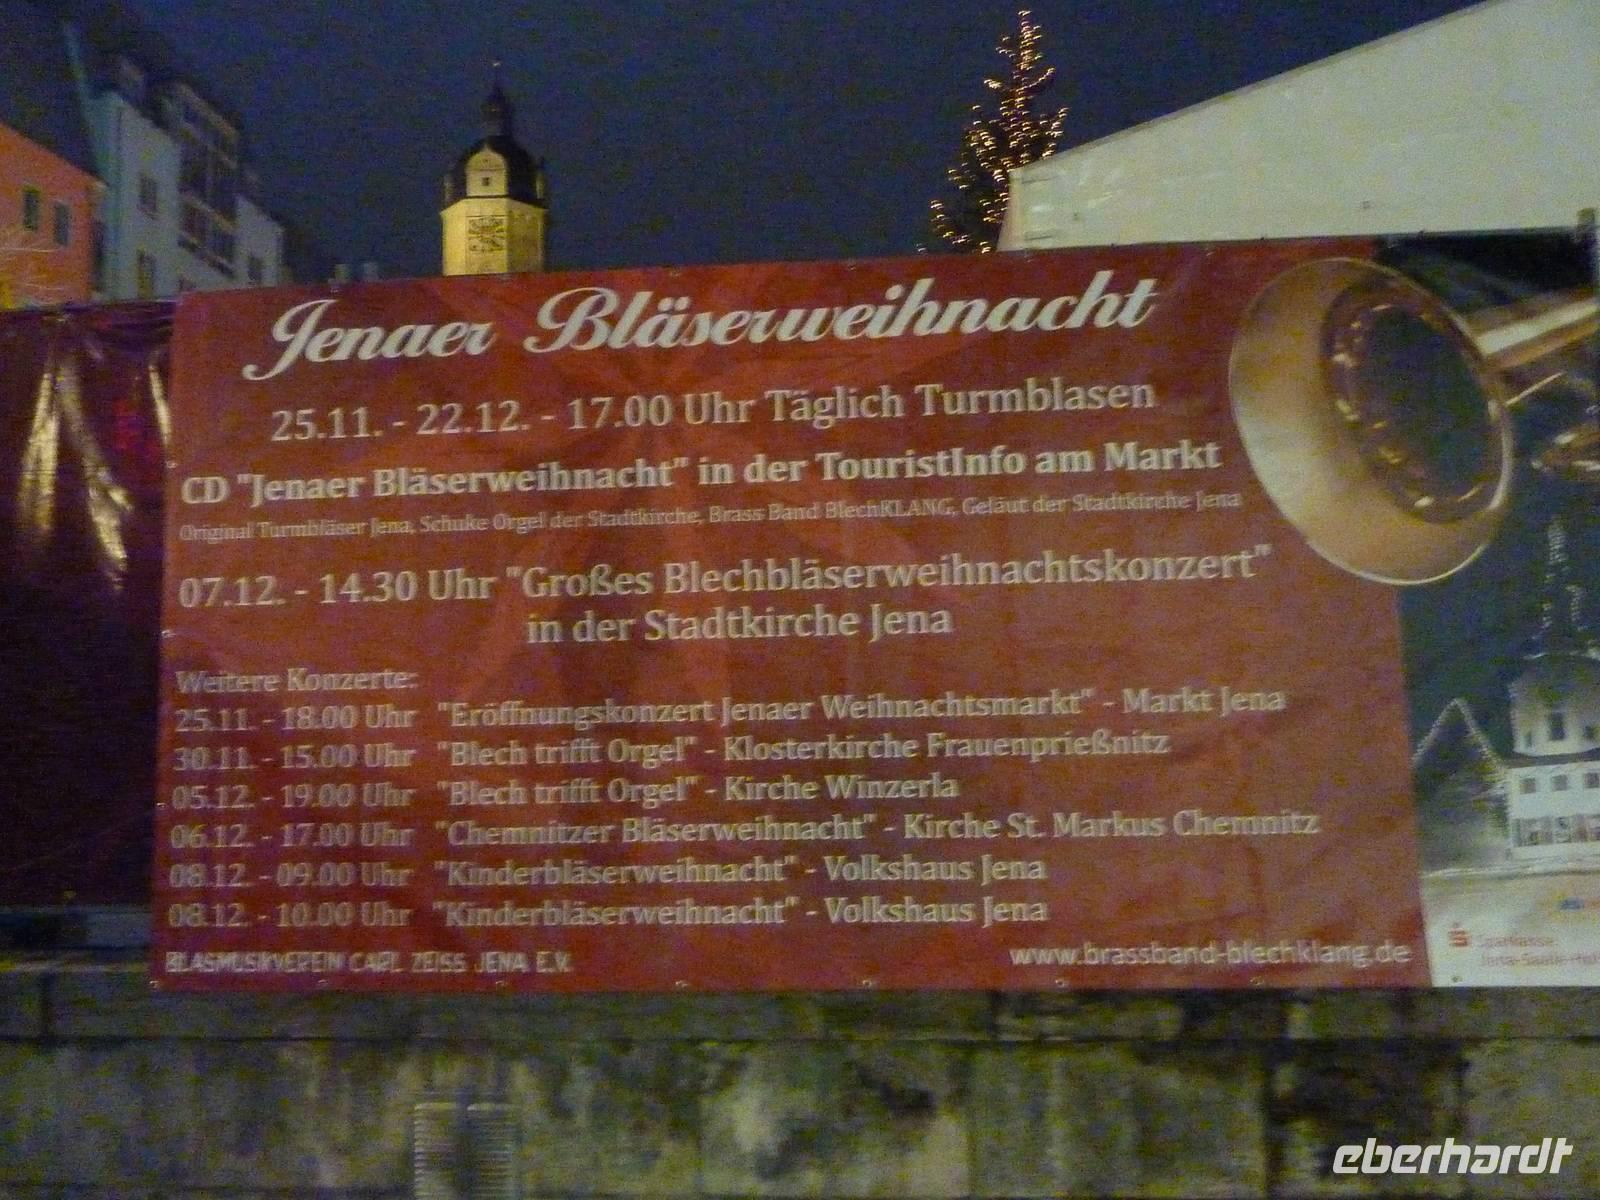 Jenaer Bläserweihnacht
25.11. - 22.12. - 17.00 Uhr Täglich Turmblasen
CD "Jenaer Bläserweihnacht" in der TouristInfo am Markt
Original Turmbläser Jena, Schuke Orgel der Stadtkirche, Brass Band BlechKLANG, Geläut der Stadtkirche Jena
07.12. - 14.30 Uhr "Großes Blechbläserweihnachtskonzert"
in der Stadtkirche Jena
Weitere Konzerte:
25.11. - 18.00 Uhr "Eröffnungskonzert Jenaer Weihnachtsmarkt" - Markt Jena
30.11. - 15.00 Uhr "Blech trifft Orgel" - Klosterkirche Frauenprießnitz
05.12. - 19.00 Uhr "Blech trifft Orgel" - Kirche Winzerla
06.12. - 17.00 Uhr "Chemnitzer Bläserweihnacht" - Kirche St. Markus Chemnitz
08.12. - 09.00 Uhr "Kinderbläserweihnacht" - Volkshaus Jena
08.12. - 10.00 Uhr "Kinderbläserweihnacht" - Volkshaus Jena
BLASMUSIKVEREIN CARL ZEISS JENA E.V.
www.brassband-blechklang.de
Sparkasse
Jena-Saale-Hol
eberhardt